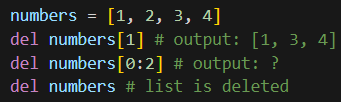 numbers = [1, 2, 3, 4]
del numbers[1] # output: [1, 3, 4]
del numbers[0:2] # output: ?
del numbers # list is deleted